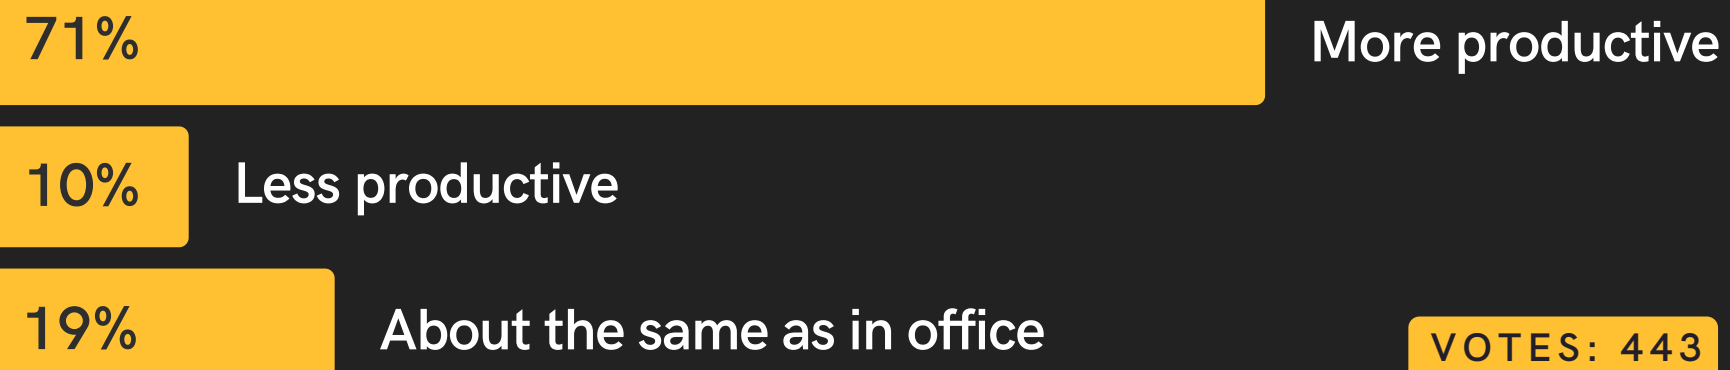 71% More productive
10% Less productive
19% About the same as in office
VOTES: 443